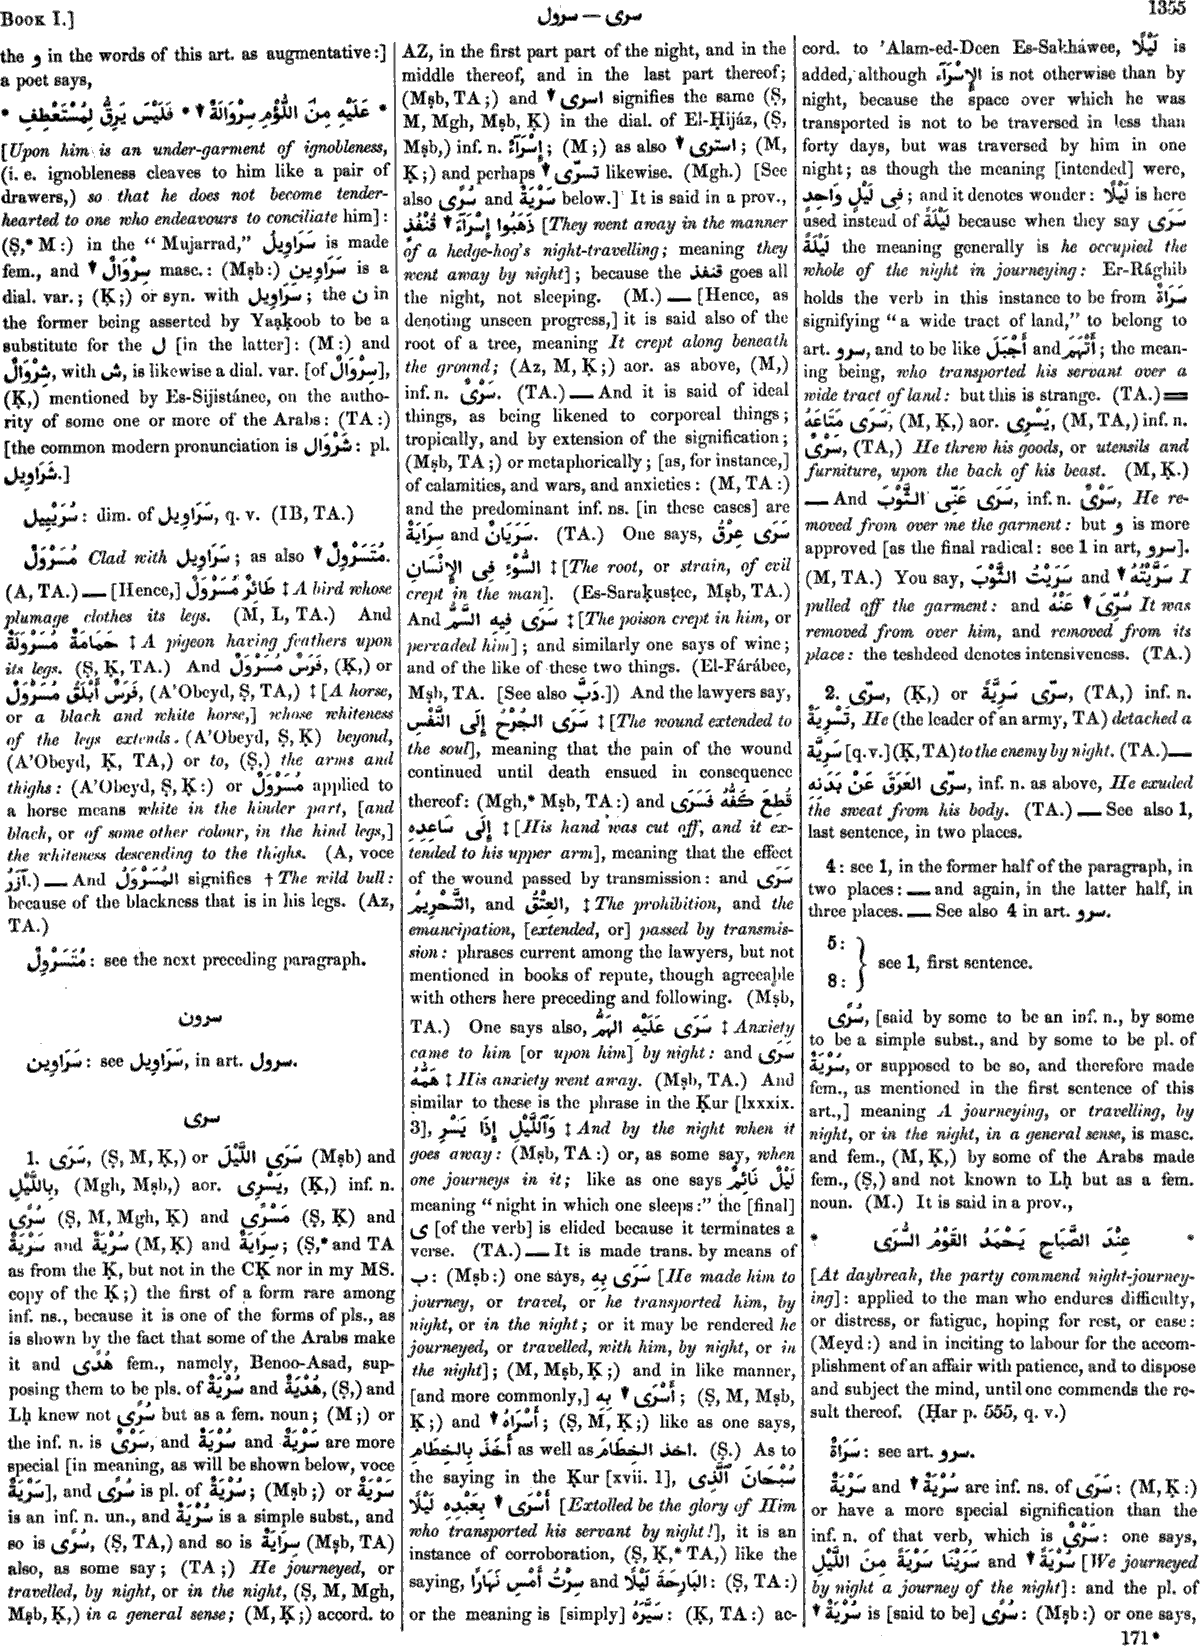 Book I.]
سرى — سرول
1355
the و in the words of this art. as augmentative:]
a poet says,
* عَلَيْهِ مِنَ اللُّؤْمِ سِرْوَالَةٌ ▼ * فَلَيْسَ يَرِقُّ لِمُسْتَعْطِفِ *
[Upon him is an under-garment of ignobleness,
(i. e. ignobleness cleaves to him like a pair of
drawers,) so that he does not become tender-
hearted to one who endeavours to conciliate him]:
(Ṣ,* M:) in the “Mujarrad,” سَرَاوِيلُ is made
fem., and ▼ سِرْوَالٌ masc.: (Mṣb:) سَرَاوِين is a
dial. var.; (Ḳ;) or syn. with سَرَاوِيل; the ن in
the former being asserted by Yaạḳoob to be a
substitute for the ل [in the latter]: (M:) and
شِرْوَالٌ, with ش, is likewise a dial. var. [of سِرْوَالٌ],
(Ḳ,) mentioned by Es-Sijistánee, on the autho-
rity of some one or more of the Arabs: (TA:)
[the common modern pronunciation is شَرْوَال: pl.
شَرَاوِيل.]
سُرَيْيِيل: dim. of سَرَاوِيل, q. v. (IB, TA.)
مُسَرْوَلٌ Clad with سَرَاوِيل; as also ▼ مُتَسَرْوِلٌ.
(A, TA.) — [Hence,] طَائِرٌ مُسَرْوَلٌ ‡ A bird whose
plumage clothes its legs. (M, L, TA.) And
حَمَامَةٌ مُسَرْوَلَةٌ ‡ A pigeon having feathers upon
its legs. (Ṣ, Ḳ, TA.) And فَرَسٌ مُسَرْوَلٌ, (Ḳ,) or
فَرَسٌ أَبْلَقُ مُسَرْوَلٌ, (A’Obeyd, Ṣ, TA,) ‡ [A horse,
or a black and white horse,] whose whiteness
of the legs extends. (A’Obeyd, Ṣ, Ḳ) beyond,
(A’Obeyd, Ḳ, TA,) or to, (Ṣ,) the arms and
thighs: (A’Obeyd, Ṣ, Ḳ:) or مُسَرْوَلٌ applied to
a horse means white in the hinder part, [and
black, or of some other colour, in the hind legs,]
the whiteness descending to the thighs. (A, voce
آزَرُ.) — And المُسَرْوَلُ signifies † The wild bull:
because of the blackness that is in his legs. (Az,
TA.)
مُتَسَرْوِلٌ: see the next preceding paragraph.
سرون
سَرَاوِين: see سَرَاوِيل, in art. سرول.
سرى
1. سَرَى, (Ṣ, M, Ḳ,) or سَرَى اللَّيْلَ (Mṣb) and
بِاللَّيْلِ, (Mgh, Mṣb,) aor. يَسْرِى, (Ḳ,) inf. n.
سُرًى (Ṣ, M, Mgh, Ḳ) and مَسْرًى (Ṣ, Ḳ) and
سَرْيَةٌ and سُرْيَةٌ (M, Ḳ) and سِرَايَةٌ; (Ṣ,* and TA
as from the Ḳ, but not in the CḲ nor in my MS.
copy of the Ḳ;) the first of a form rare among
inf. ns., because it is one of the forms of pls., as
is shown by the fact that some of the Arabs make
it and هُدًى fem., namely, Benoo-Asad, sup-
posing them to be pls. of سُرْيَةٌ and هُدْيَةٌ, (Ṣ,) and
Lḥ knew not سُرًى but as a fem. noun; (M;) or
the inf. n. is سَرْىٌ, and سُرْيَةٌ and سَرْيَةٌ are more
special [in meaning, as will be shown below, voce
سَرْيَةٌ], and سُرًى is pl. of سُرْيَةٌ; (Mṣb;) or سَرْيَةٌ
is an inf. n. un., and سُرْيَةٌ is a simple subst., and
so is سُرًى, (Ṣ, TA,) and so is سِرَايَةٌ (Mṣb, TA)
also, as some say; (TA;) He journeyed, or
travelled, by night, or in the night, (Ṣ, M, Mgh,
Mṣb, Ḳ,) in a general sense; (M, Ḳ;) accord. to
AZ, in the first part part of the night, and in the
middle thereof, and in the last part thereof;
(Mṣb, TA;) and ▼ اسرى signifies the same (Ṣ,
M, Mgh, Mṣb, Ḳ) in the dial. of El-Ḥijáz, (Ṣ,
Mṣb,) inf. n. إِسْرَآءٌ; (M;) as also ▼ استرى; (M,
Ḳ;) and perhaps ▼ تسرّى likewise. (Mgh.) [See
also سُرًى and سَرْيَةٌ below.] It is said in a prov.,
ذَهَبُوا إِسْرَآءَ ▼ قُنْفُذٍ [They went away in the manner
of a hedge-hog’s night-travelling; meaning they
went away by night]; because the قنفذ goes all
the night, not sleeping. (M.) — [Hence, as
denoting unseen progress,] it is said also of the
root of a tree, meaning It crept along beneath
the ground; (Az, M, Ḳ;) aor. as above, (M,)
inf. n. سَرْىٌ. (TA.) — And it is said of ideal
things, as being likened to corporeal things;
tropically, and by extension of the signification;
(Mṣb, TA;) or metaphorically; [as, for instance,]
of calamities, and wars, and anxieties: (M, TA:)
and the predominant inf. ns. [in these cases] are
سِرَايَةٌ and سَرَيَانٌ. (TA.) One says, سَرَى عِرْقُ
السُّوْءِ فِى الإِنْسَانِ ‡ [The root, or strain, of evil
crept in the man]. (Es-Saraḳustee, Mṣb, TA.)
And سَرَى فِيهِ السَّمُّ ‡ [The poison crept in him, or
pervaded him]; and similarly one says of wine;
and of the like of these two things. (El-Fárábee,
Mṣb, TA. [See also دَبَّ.]) And the lawyers say,
سَرَى الجُرْحُ إِلَى النَّفْسِ ‡ [The wound extended to
the soul], meaning that the pain of the wound
continued until death ensued in consequence
thereof: (Mgh,* Mṣb, TA:) and قُطِعَ كَفُّهُ فَسَرَى
إِلَى سَاعِدِهِ ‡ [His hand was cut off, and it ex-
tended to his upper arm], meaning that the effect
of the wound passed by transmission: and سَرَى
التَّحْرِيمُ, and العِتْقُ, ‡ The prohibition, and the
emancipation, [extended, or] passed by transmis-
sion: phrases current among the lawyers, but not
mentioned in books of repute, though agreeable
with others here preceding and following. (Mṣb,
TA.) One says also, سَرَى عَلَيْهِ الهَمُّ ‡ Anxiety
came to him [or upon him] by night: and سَرَى
هَمُّهُ ‡ His anxiety went away. (Mṣb, TA.) And
similar to these is the phrase in the Ḳur [lxxxix.
3], وَٱللَّيْلِ إِذَا يَسْرِ ‡ And by the night when it
goes away: (Mṣb, TA:) or, as some say, when
one journeys in it; like as one says لَيْلٌ نَائِمٌ
meaning “night in which one sleeps:” the [final]
ى [of the verb] is elided because it terminates a
verse. (TA.) — It is made trans. by means of
ب: (Mṣb:) one says, سَرَى بِهِ [He made him to
journey, or travel, or he transported him, by
night, or in the night; or it may be rendered he
journeyed, or travelled, with him, by night, or in
the night]; (M, Mṣb, Ḳ;) and in like manner,
[and more commonly,] أَسْرَى ▼ بِهِ; (Ṣ, M, Mṣb,
Ḳ;) and ▼ أَسْرَاهُ; (Ṣ, M, Ḳ;) like as one says,
أَخَذَ بِالخِطَامِ as well as اخذ الخِطَامَ. (Ṣ.) As to
the saying in the Ḳur [xvii. 1], سُبْحَانَ ٱلَّذِى
أَسْرَى ▼ بِعَبْدِهِ لَيْلًا [Extolled be the glory of Him
who transported his servant by night!], it is an
instance of corroboration, (Ṣ, Ḳ,* TA,) like the
saying, سِرْتُ أَمْسِ نَهَارًا and البَارِحَةَ لَيْلًا: (Ṣ, TA:)
or the meaning is [simply] سَيَّرَهُ: (Ḳ, TA:) ac-
cord. to ’Alam-ed-Deen Es-Sakháwee, لَيْلًا is
added, although الإِسْرَآء is not otherwise than by
night, because the space over which he was
transported is not to be traversed in less than
forty days, but was traversed by him in one
night; as though the meaning [intended] were,
فِى لَيْلٍ وَاحِدٍ; and it denotes wonder: لَيْلًا is here
used instead of لَيْلَةً because when they say سَرَى
لَيْلَةً the meaning generally is he occupied the
whole of the night in journeying: Er-Rághib
holds the verb in this instance to be from سَرَاةٌ
signifying “a wide tract of land,” to belong to
art. سرو, and to be like أَجْبَلَ and أَتْهَمَ; the mean-
ing being, who transported his servant over a
wide tract of land: but this is strange. (TA.) ═
سَرَى مَتَاعَهُ, (M, Ḳ,) aor. يَسْرِى, (M, TA,) inf. n.
سَرْىٌ, (TA,) He threw his goods, or utensils and
furniture, upon the back of his beast. (M, Ḳ.)
— And سَرَى عَنِّى الثَّوْبَ, inf. n. سَرْىٌ, He re-
moved from over me the garment: but و is more
approved [as the final radical: see 1 in art, سرو].
(M, TA.) You say, سَرَيْتُ الثَّوْبَ and ▼ سَرَّيْتُهُ I
pulled off the garment: and سُرِّىَ ▼ عَنْهُ It was
removed from over him, and removed from its
place: the teshdeed denotes intensiveness. (TA.)
2. سرّى, (Ḳ,) or سرّى سَرِيَّةً, (TA,) inf. n.
تَسْرِيَةٌ, He (the leader of an army, TA) detached a
سَرِيَّة [q. v.] (Ḳ, TA) to the enemy by night. (TA.) —
سرّى العَرَقَ عَنْ بَدَنِهِ, inf. n. as above, He exuded
the sweat from his body. (TA.) — See also 1,
last sentence, in two places.
4: see 1, in the former half of the paragraph, in
two places: — and again, in the latter half, in
three places. — See also 4 in art. سرو.
5: } see 1, first sentence.
8: }
سُرًى, [said by some to be an inf. n., by some
to be a simple subst., and by some to be pl. of
سُرْيَةٌ, or supposed to be so, and therefore made
fem., as mentioned in the first sentence of this
art.,] meaning A journeying, or travelling, by
night, or in the night, in a general sense, is masc.
and fem., (M, Ḳ,) by some of the Arabs made
fem., (Ṣ,) and not known to Lḥ but as a fem.
noun. (M.) It is said in a prov.,
* عِنْدَ الصَّبَاحِ يَحْمَدُ القَوْمُ السُّرَى *
[At daybreak, the party commend night-journey-
ing]: applied to the man who endures difficulty,
or distress, or fatigue, hoping for rest, or ease:
(Meyd:) and in inciting to labour for the accom-
plishment of an affair with patience, and to dispose
and subject the mind, until one commends the re-
sult thereof. (Ḥar p. 555, q. v.)
سَرَاةٌ: see art. سرو.
سَرْيَةٌ and ▼ سُرْيَةٌ are inf. ns. of سَرَى: (M, Ḳ:)
or have a more special signification than the
inf. n. of that verb, which is سَرْىٌ: one says,
سَرَيْنَا سَرْيَةً مِنَ اللَّيْلِ and ▼ سُرْيَةً [We journeyed
by night a journey of the night]: and the pl. of
▼ سُرْيَةٌ is [said to be] سُرًى: (Mṣb:) or one says,
171 *